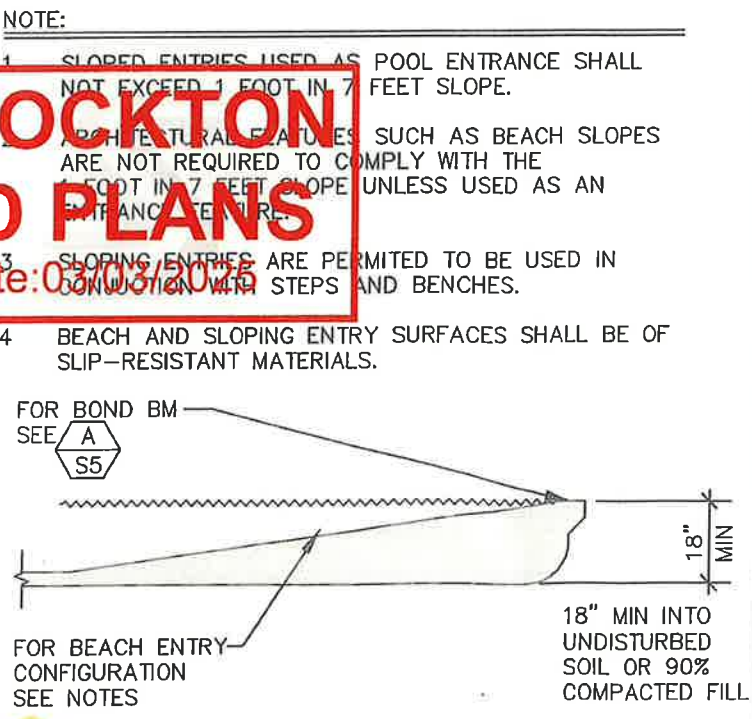 NOTE:
1 SLOPED ENTRIES USED AS POOL ENTRANCE SHALL
NOT EXCEED 1 FOOT IN 7 FEET SLOPE.
2 ARCHITESTURAL FEATURES SUCH AS BEACH SLOPES
ARE NOT REQUIRED TO COMPLY WITH THE
FOOT IN 7 FEET SLOPE UNLESS USED AS AN
ENTRANCE FEATURE.
3 SLOPING ENTRIES ARE PERMITED TO BE USED IN
CONJUCTION WITH STEPS AND BENCHES.
4 BEACH AND SLOPING ENTRY SURFACES SHALL BE OF
SLIP-RESISTANT MATERIALS.
OCKTON
D PLANS
te:03/03/2025
FOR BOND BM
SEE A
S5
18"
MIN
FOR BEACH ENTRY
CONFIGURATION
SEE NOTES
18" MIN INTO
UNDISTURBED
SOIL OR 90%
COMPACTED FILL